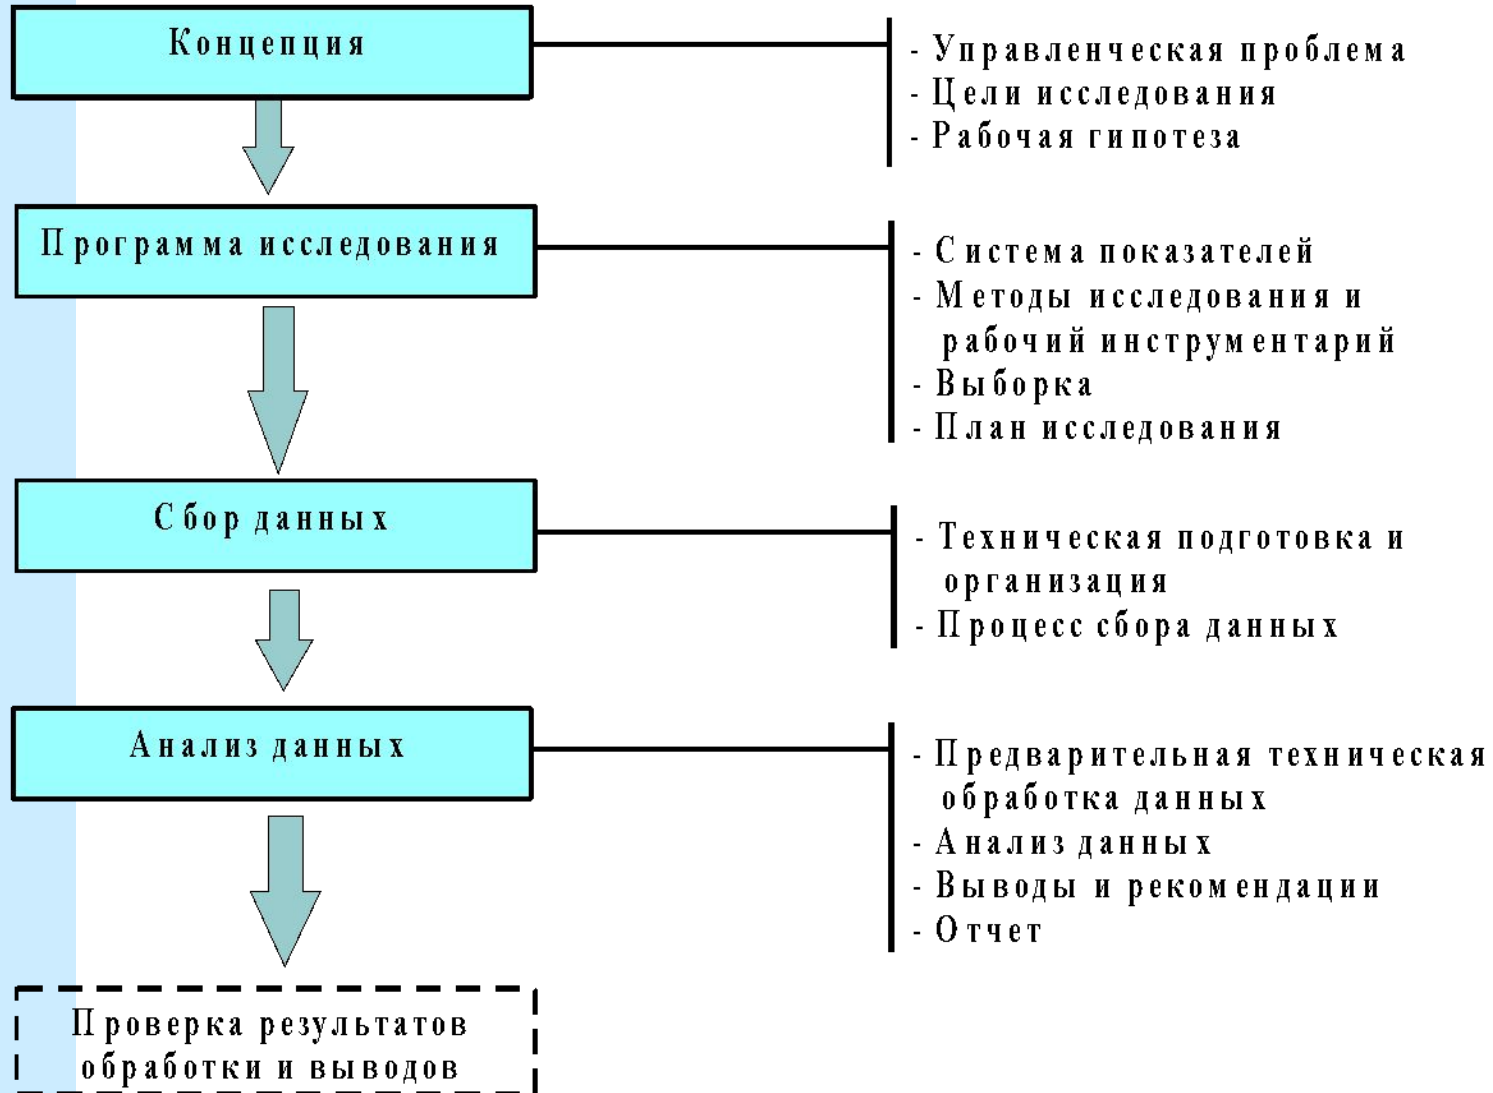 Концепция
- Управленческая проблема
- Цели исследования
- Рабочая гипотеза
Программа исследования
- Система показателей
- Методы исследования и
рабочий инструментарий
- Выборка
- План исследования
Сбор данных
- Техническая подготовка и
организация
- Процесс сбора данных
Анализ данных
- Предварительная техническая
обработка данных
- Анализ данных
- Выводы и рекомендации
- Отчет
Проверка результатов
обработки и выводов